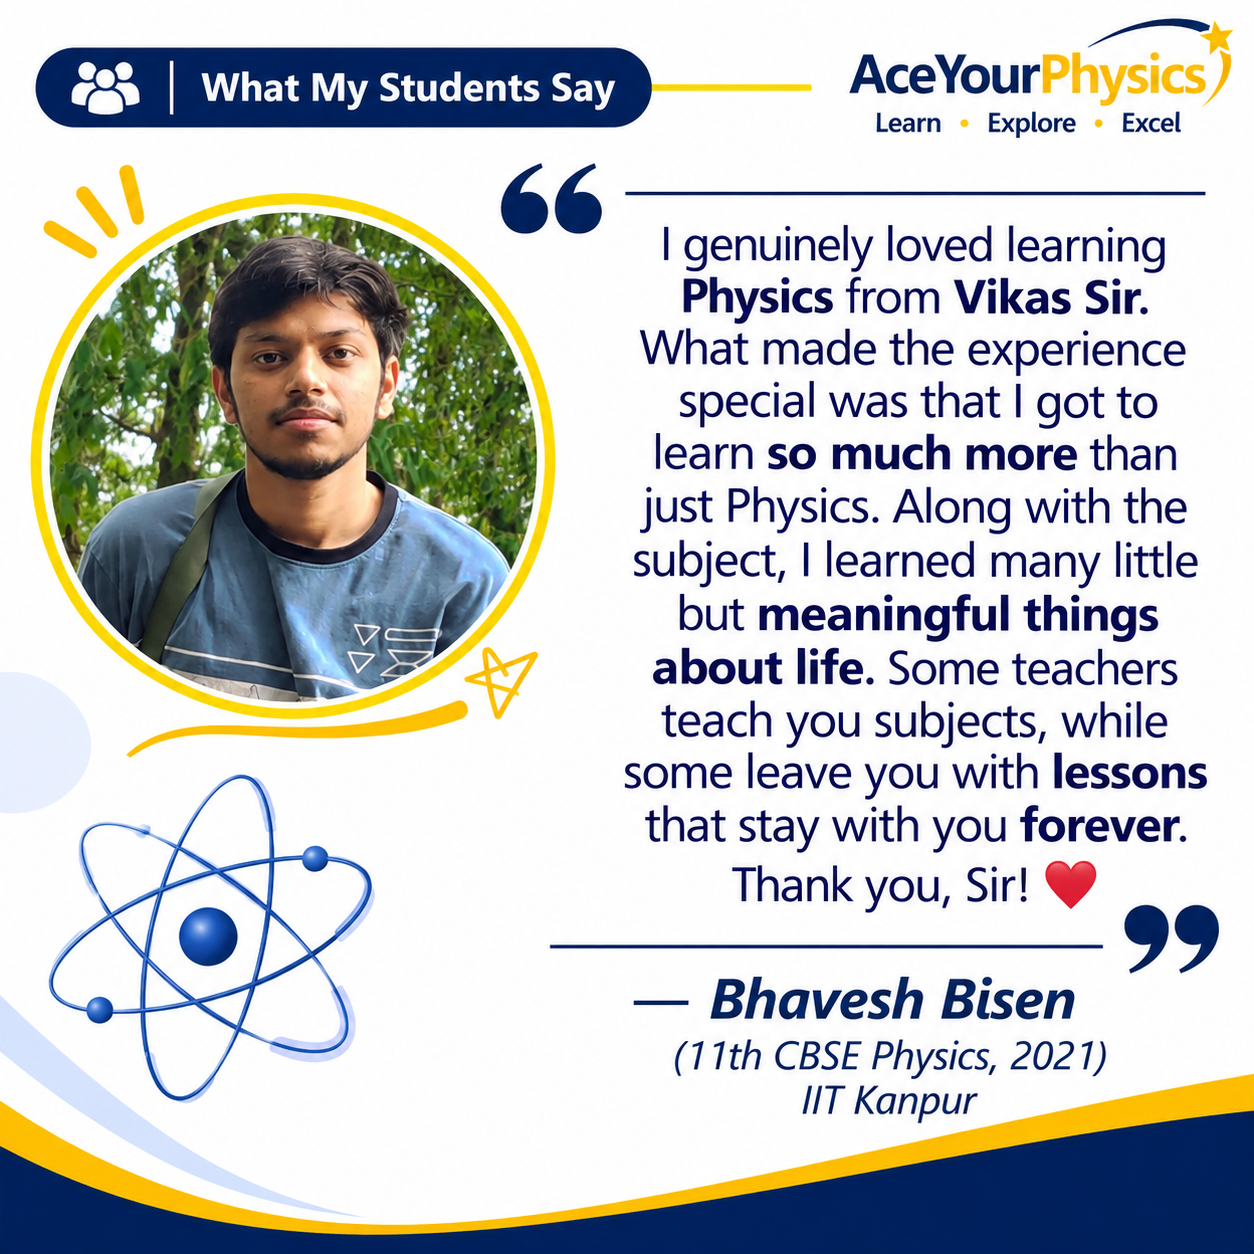 What My Students Say
AceYourPhysics
Learn • Explore • Excel
“
I genuinely loved learning
Physics from Vikas Sir.
What made the experience
special was that I got to
learn so much more than
just Physics. Along with the
subject, I learned many little
but meaningful things
about life. Some teachers
teach you subjects, while
some leave you with lessons
that stay with you forever.
Thank you, Sir! ❤️
”
— Bhavesh Bisen
(11th CBSE Physics, 2021)
IIT Kanpur